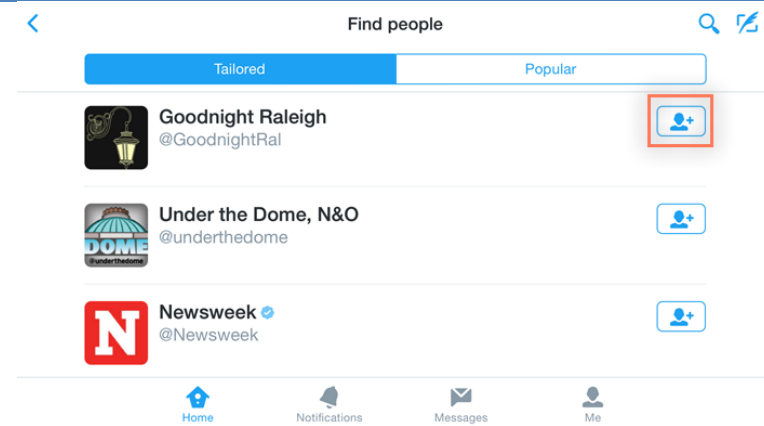 Find people
Tailored
Popular
Goodnight Raleigh
@GoodnightRal
Under the Dome, N&O
@underthedome
DOME
@underthedome
Newsweek
@Newsweek
N
Home
Notifications
Messages
Me